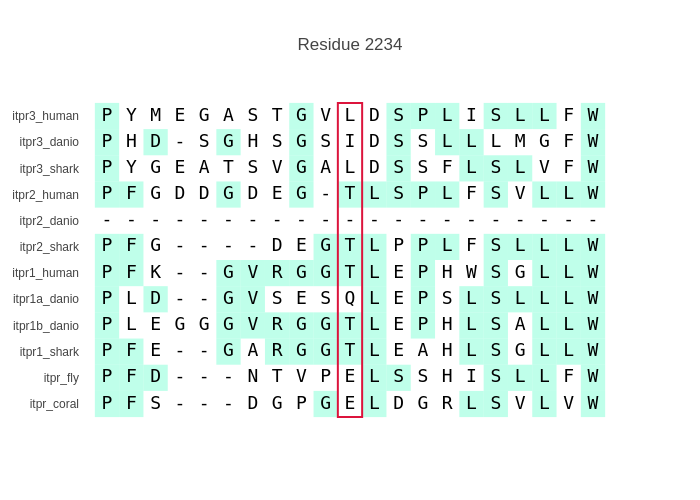 Residue 2234
itpr3_human P Y M E G A S T G V L D S P L I S L L F W
itpr3_danio P H D - S G H S G S I D S S L L L M G F W
itpr3_shark P Y G E A T S V G A L D S S F L S L V F W
itpr2_human P F G D D G D E G - T L S P L F S V L L W
itpr2_danio - - - - - - - - - - - - - - - - - - - - -
itpr2_shark P F G - - - - D E G T L P P L F S L L L W
itpr1_human P F K - - G V R G G T L E P H W S G L L W
itpr1a_danio P L D - - G V S E S Q L E P S L S L L L W
itpr1b_danio P L E G G G V R G G T L E P H L S A L L W
itpr1_shark P F E - - G A R G G T L E A H L S G L L W
itpr_fly P F D - - - N T V P E L S S H I S L L F W
itpr_coral P F S - - - D G P G E L D G R L S V L V W